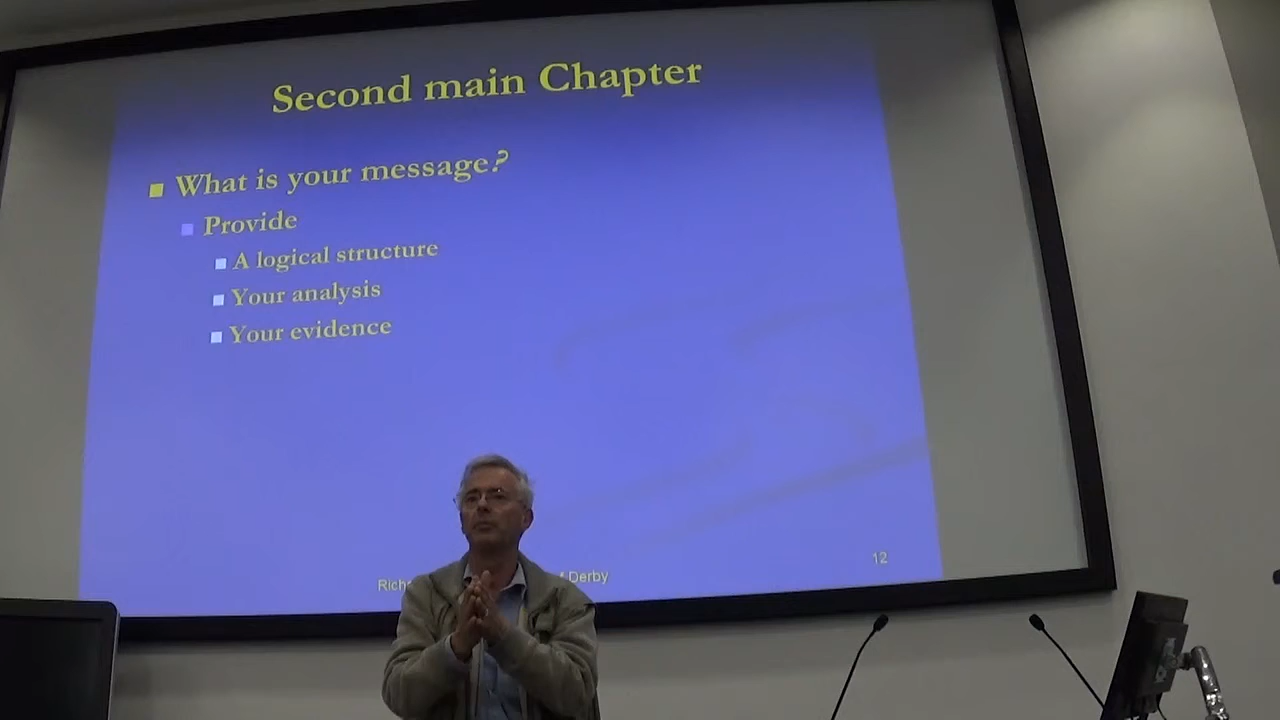 Second main Chapter
What is your message?
Provide
A logical structure
Your analysis
Your evidence
Derby
12